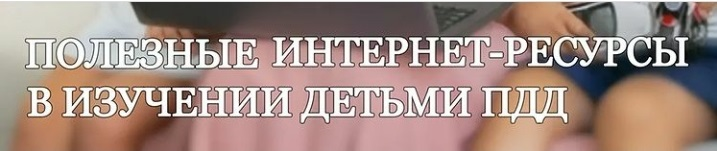 ПОЛЕЗНЫЕ ИНТЕРНЕТ-РЕСУРСЫ
В ИЗУЧЕНИИ ДЕТЬМИ ПДД